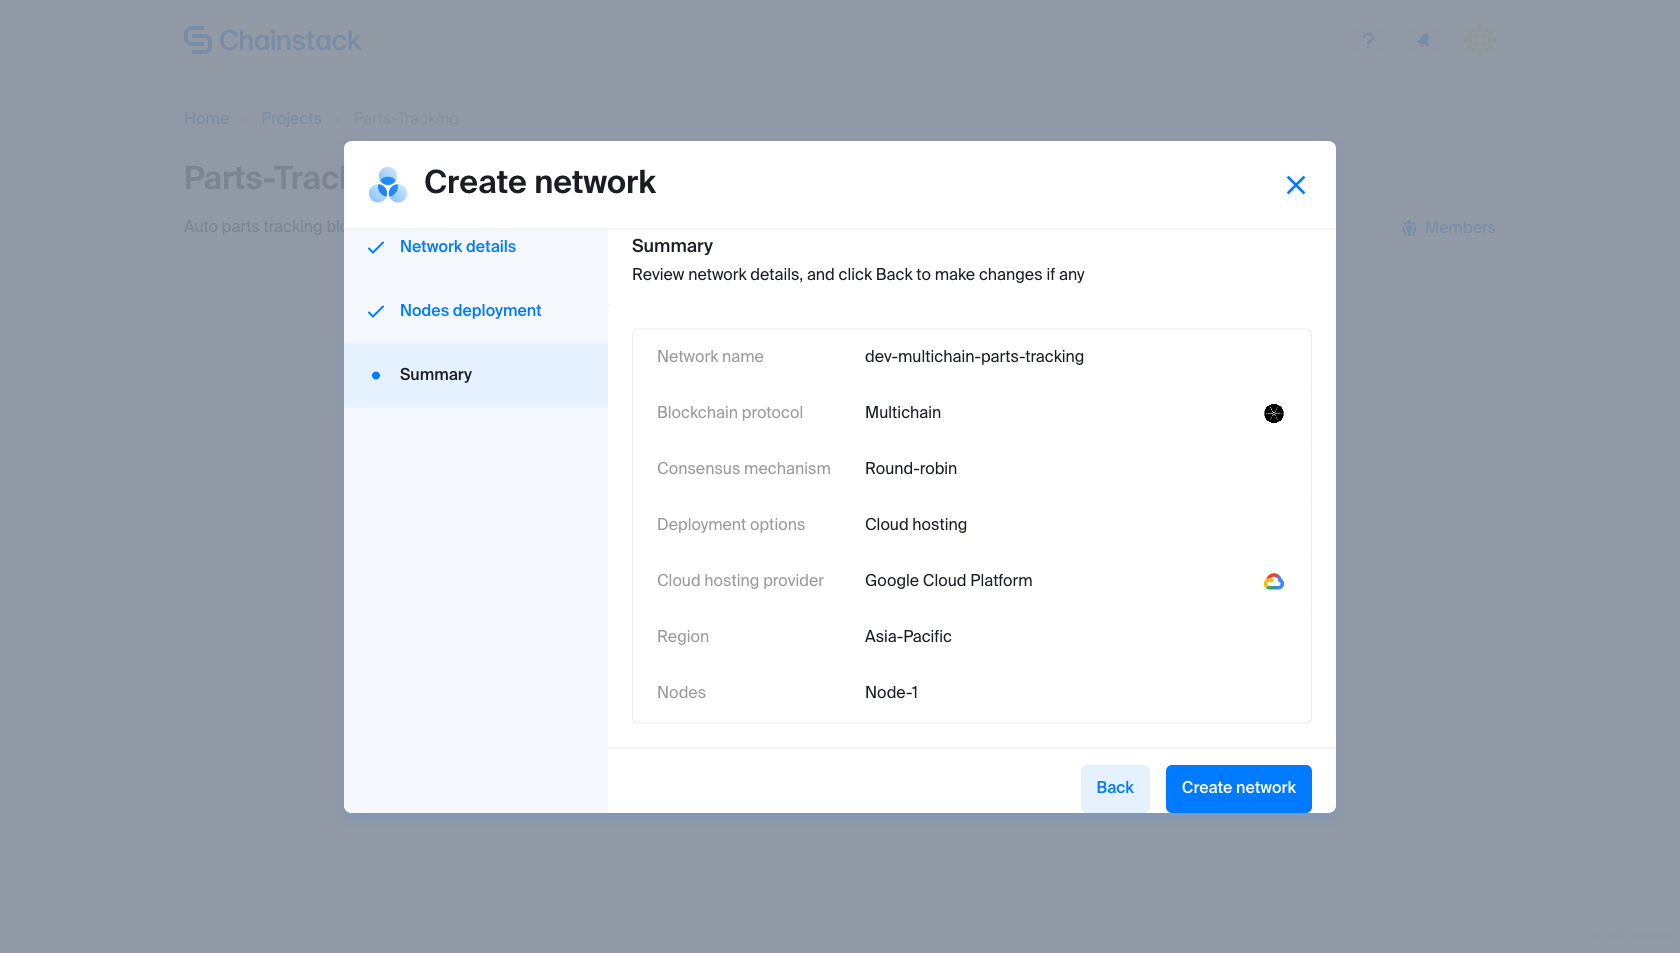 Chainstack
?
Home Projects Parts-Tracking
Parts-Track
Auto parts tracking blo
Members
Create network
Network details
Nodes deployment
Summary
Summary
Review network details, and click Back to make changes if any
Network name dev-multichain-parts-tracking
Blockchain protocol Multichain
Consensus mechanism Round-robin
Deployment options Cloud hosting
Cloud hosting provider Google Cloud Platform
Region Asia-Pacific
Nodes Node-1
Back Create network